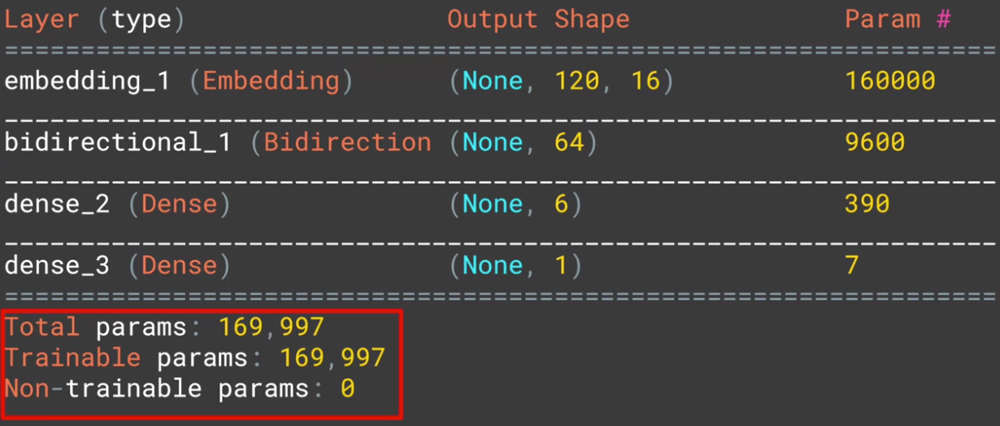 Layer (type) Output Shape Param #
=================================================================
embedding_1 (Embedding) (None, 120, 16) 160000
_________________________________________________________________
bidirectional_1 (Bidirection (None, 64) 9600
_________________________________________________________________
dense_2 (Dense) (None, 6) 390
_________________________________________________________________
dense_3 (Dense) (None, 1) 7
=================================================================
Total params: 169,997
Trainable params: 169,997
Non-trainable params: 0